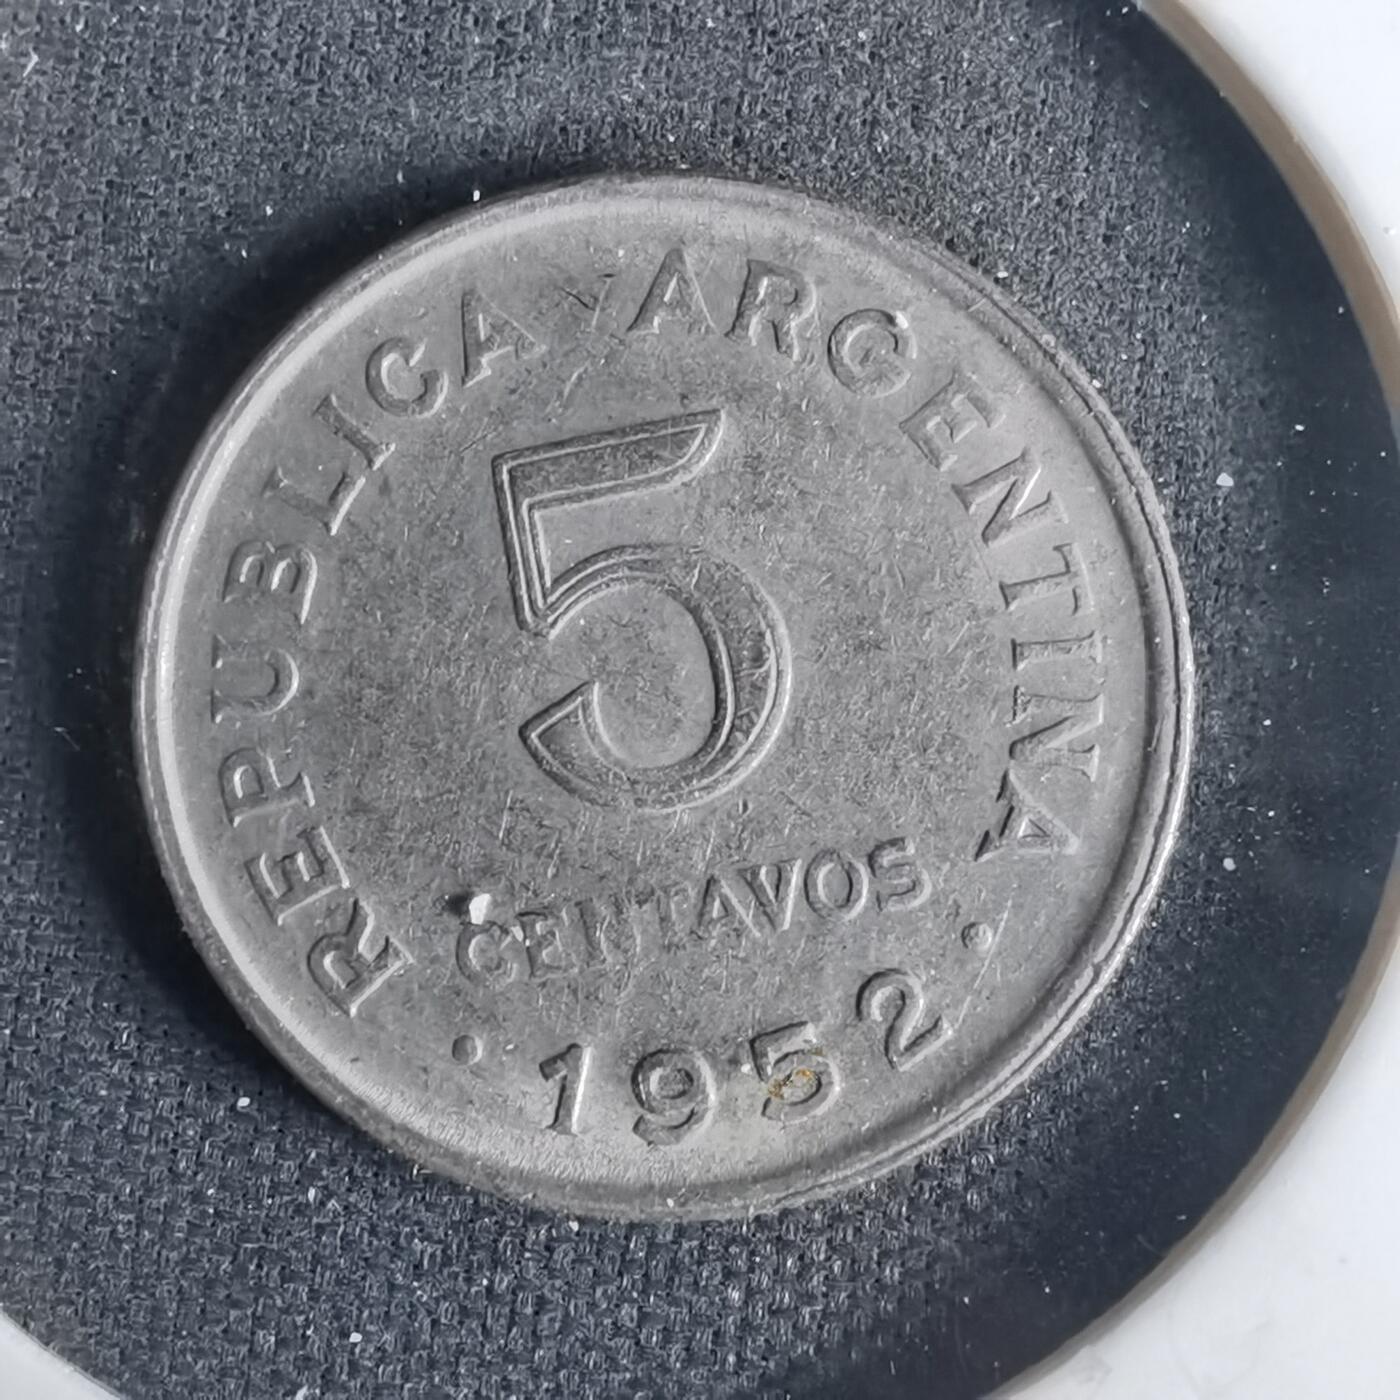 REPUBLICA ARGENTINA
5
CENTAVOS
• 1952 •